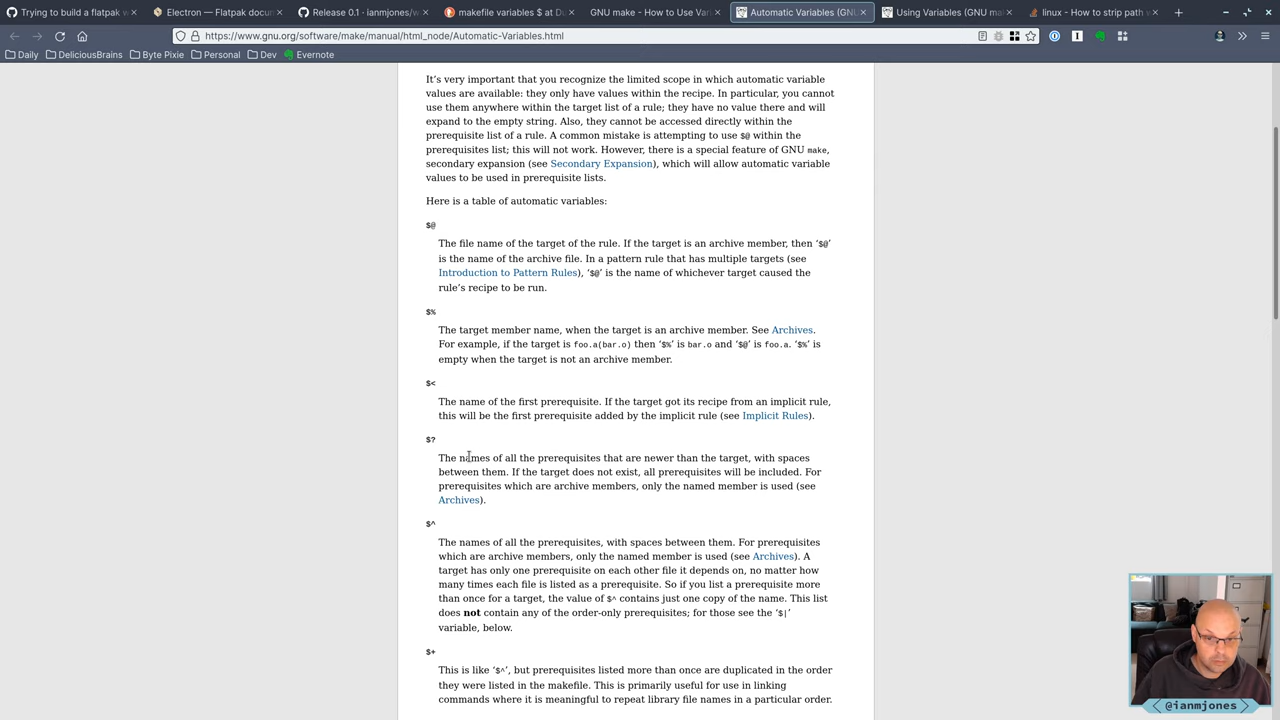 Trying to build a flatpak w
Electron — Flatpak docu
Release 0.1 · ianmjones/w
makefile variables $ at Du
GNU make - How to Use Vari
Automatic Variables (GNU
Using Variables (GNU ma
linux - How to strip path w
https://www.gnu.org/software/make/manual/html_node/Automatic-Variables.html
Daily
DeliciousBrains
Byte Pixie
Personal
Dev
Evernote
It’s very important that you recognize the limited scope in which automatic variable
values are available: they only have values within the recipe. In particular, you cannot
use them anywhere within the target list of a rule; they have no value there and will
expand to the empty string. Also, they cannot be accessed directly within the
prerequisite list of a rule. A common mistake is attempting to use $@ within the
prerequisites list; this will not work. However, there is a special feature of GNU make,
secondary expansion (see Secondary Expansion), which will allow automatic variable
values to be used in prerequisite lists.
Here is a table of automatic variables:
$@
The file name of the target of the rule. If the target is an archive member, then ‘$@’
is the name of the archive file. In a pattern rule that has multiple targets (see
Introduction to Pattern Rules), ‘$@’ is the name of whichever target caused the
rule’s recipe to be run.
$%
The target member name, when the target is an archive member. See Archives.
For example, if the target is foo.a(bar.o) then ‘$%’ is bar.o and ‘$@’ is foo.a. ‘$%’ is
empty when the target is not an archive member.
$<
The name of the first prerequisite. If the target got its recipe from an implicit rule,
this will be the first prerequisite added by the implicit rule (see Implicit Rules).
$?
The names of all the prerequisites that are newer than the target, with spaces
between them. If the target does not exist, all prerequisites will be included. For
prerequisites which are archive members, only the named member is used (see
Archives).
$^
The names of all the prerequisites, with spaces between them. For prerequisites
which are archive members, only the named member is used (see Archives). A
target has only one prerequisite on each other file it depends on, no matter how
many times each file is listed as a prerequisite. So if you list a prerequisite more
than once for a target, the value of $^ contains just one copy of the name. This list
does not contain any of the order-only prerequisites; for those see the ‘$|’
variable, below.
$+
This is like ‘$^’, but prerequisites listed more than once are duplicated in the order
they were listed in the makefile. This is primarily useful for use in linking
commands where it is meaningful to repeat library file names in a particular order.
@ianmjones